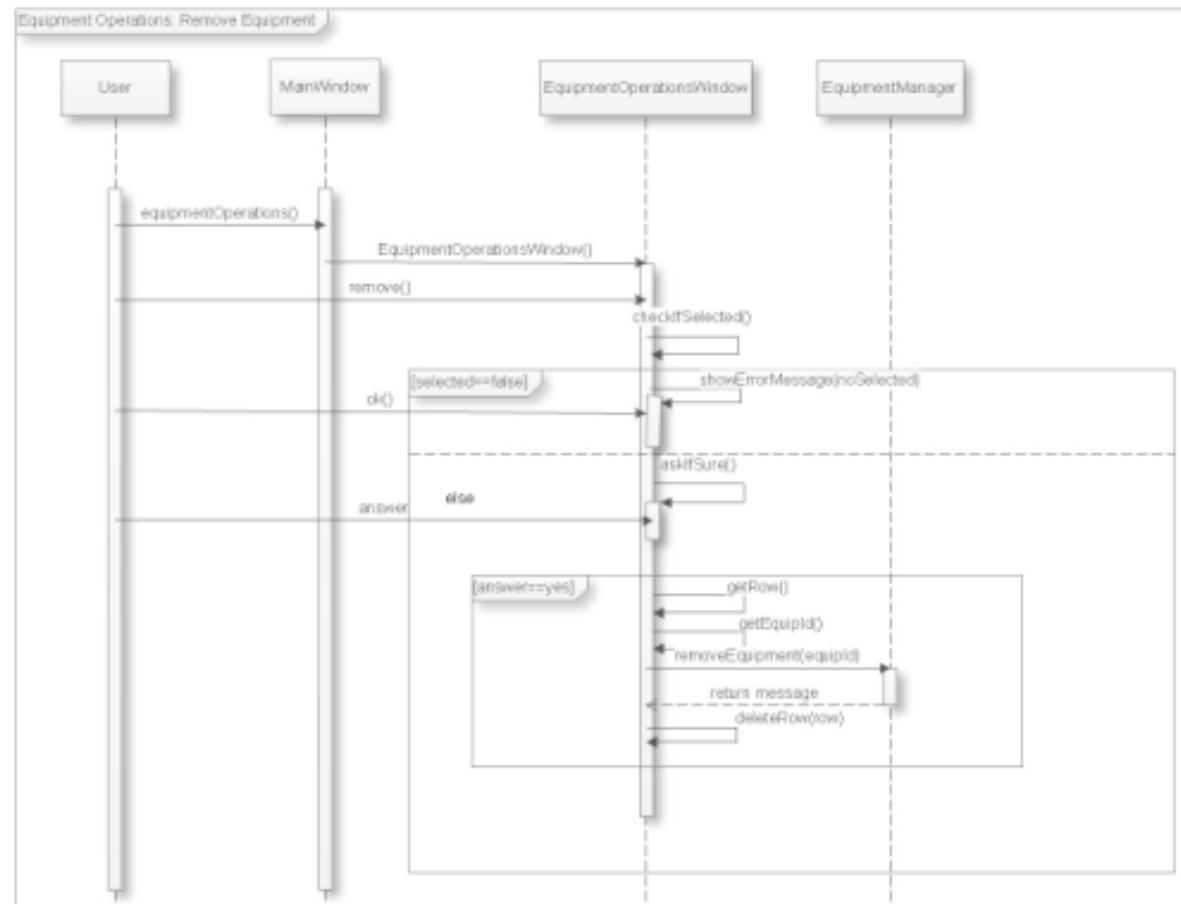 Equipment Operations: Remove Equipment
User
MainWindow
EquipmentOperationsWindow
EquipmentManager
equipmentOperations()
EquipmentOperationsWindow()
remove()
checkIfSelected()
[selected==false]
showErrorMessage(noSelected)
ok()
askIfSure()
else
answer
[answer==yes]
getRow()
getEquipId()
removeEquipment(equipId)
return message
deleteRow(row)